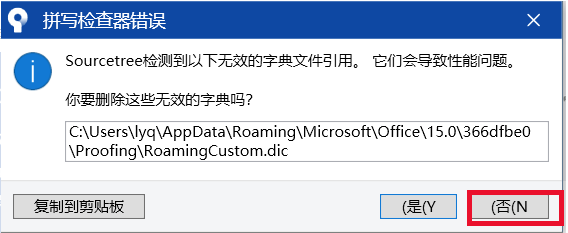 拼写检查器错误
Sourcetree检测到以下无效的字典文件引用。 它们会导致性能问题。
你要删除这些无效的字典吗?
C:\Users\lyq\AppData\Roaming\Microsoft\Office\15.0\366dfbe0
\Proofing\RoamingCustom.dic
复制到剪贴板
(是(Y
(否(N